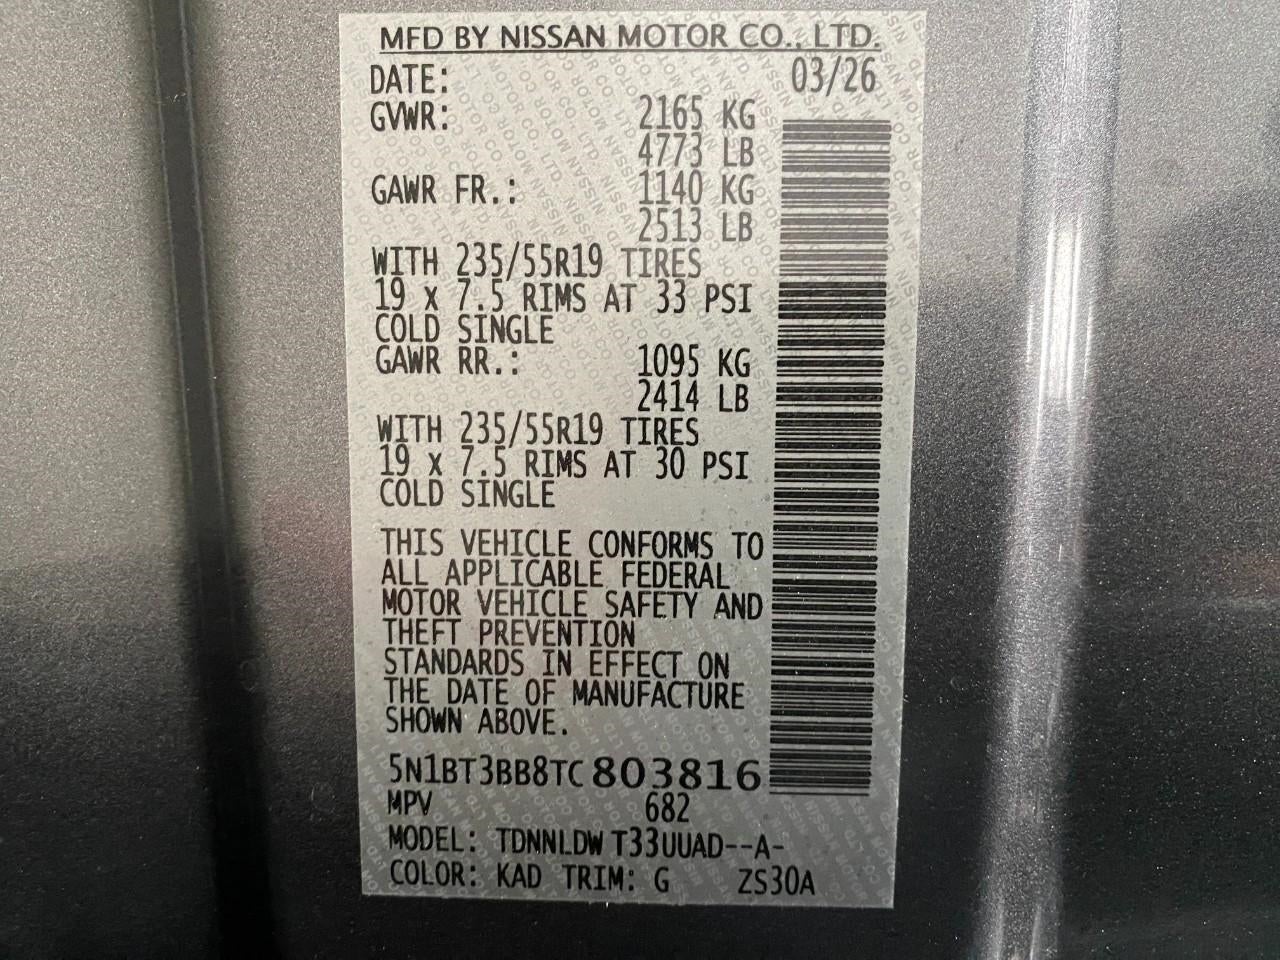 MFD BY NISSAN MOTOR CO., LTD.
DATE: 03/26
GVWR: 2165 KG
4773 LB
GAWR FR.: 1140 KG
2513 LB
WITH 235/55R19 TIRES
19 x 7.5 RIMS AT 33 PSI
COLD SINGLE
GAWR RR.: 1095 KG
2414 LB
WITH 235/55R19 TIRES
19 x 7.5 RIMS AT 30 PSI
COLD SINGLE
THIS VEHICLE CONFORMS TO
ALL APPLICABLE FEDERAL
MOTOR VEHICLE SAFETY AND
THEFT PREVENTION
STANDARDS IN EFFECT ON
THE DATE OF MANUFACTURE
SHOWN ABOVE.
5N1BT3BB8TC803816
MPV 682
MODEL: TDNNLDW T33UUAD--A-
COLOR: KAD TRIM: G ZS30A